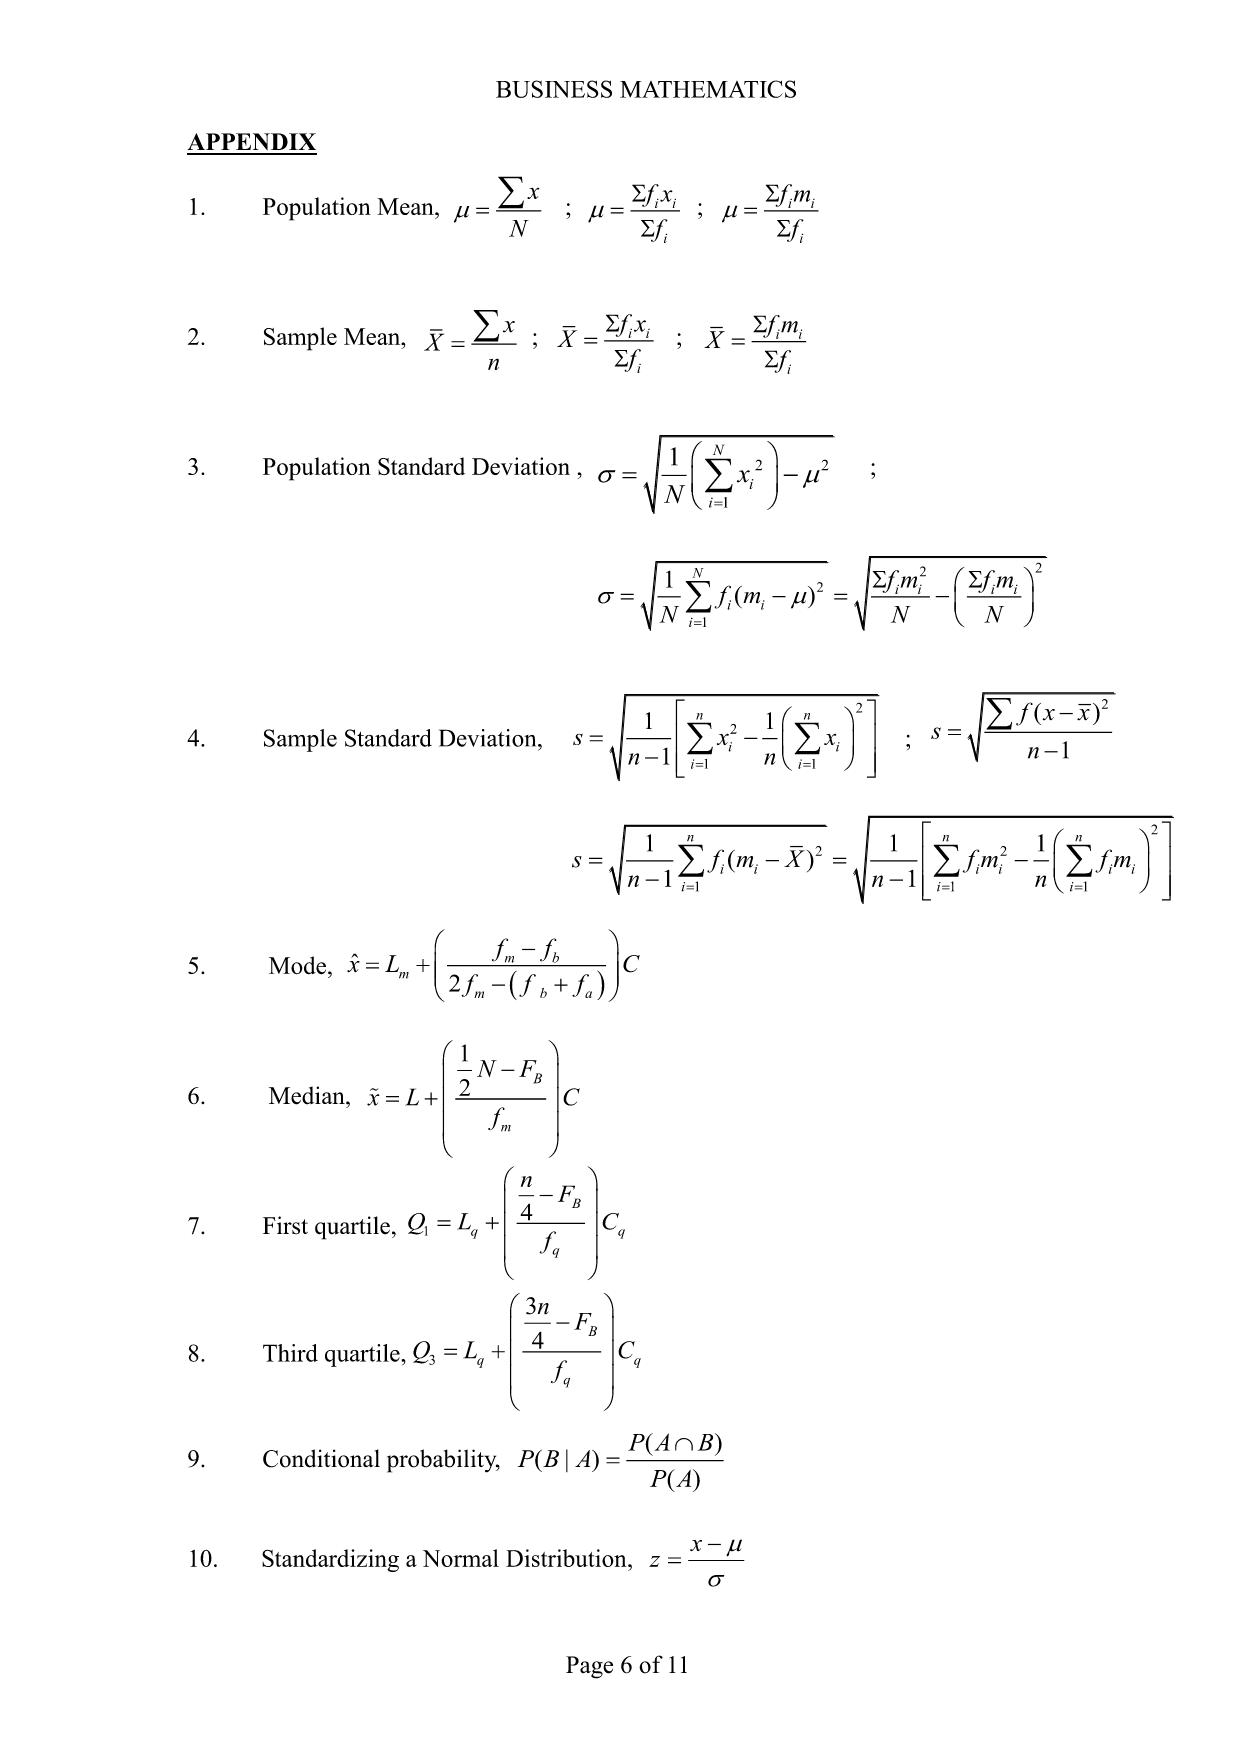 BUSINESS MATHEMATICS
APPENDIX
1. Population Mean, $\mu = \frac{\sum x}{N}$ ; $\mu = \frac{\Sigma f_i x_i}{\Sigma f_i}$ ; $\mu = \frac{\Sigma f_i m_i}{\Sigma f_i}$
2. Sample Mean, $\overline{X} = \frac{\sum x}{n}$ ; $\overline{X} = \frac{\Sigma f_i x_i}{\Sigma f_i}$ ; $\overline{X} = \frac{\Sigma f_i m_i}{\Sigma f_i}$
3. Population Standard Deviation , $\sigma = \sqrt{\frac{1}{N}\left(\sum_{i=1}^{N} x_i^2\right) - \mu^2}$ ;
$\sigma = \sqrt{\frac{1}{N}\sum_{i=1}^{N} f_i(m_i - \mu)^2} = \sqrt{\frac{\Sigma f_i m_i^2}{N} - \left(\frac{\Sigma f_i m_i}{N}\right)^2}$
4. Sample Standard Deviation, $s = \sqrt{\frac{1}{n-1}\left[\sum_{i=1}^{n} x_i^2 - \frac{1}{n}\left(\sum_{i=1}^{n} x_i\right)^2\right]}$ ; $s = \sqrt{\frac{\sum f(x - \overline{x})^2}{n-1}}$
$s = \sqrt{\frac{1}{n-1}\sum_{i=1}^{n} f_i(m_i - \overline{X})^2} = \sqrt{\frac{1}{n-1}\left[\sum_{i=1}^{n} f_i m_i^2 - \frac{1}{n}\left(\sum_{i=1}^{n} f_i m_i\right)^2\right]}$
5. Mode, $\hat{x} = L_m + \left(\frac{f_m - f_b}{2f_m - (f_b + f_a)}\right)C$
6. Median, $\tilde{x} = L + \left(\frac{\frac{1}{2}N - F_B}{f_m}\right)C$
7. First quartile, $Q_1 = L_q + \left(\frac{\frac{n}{4} - F_B}{f_q}\right)C_q$
8. Third quartile, $Q_3 = L_q + \left(\frac{\frac{3n}{4} - F_B}{f_q}\right)C_q$
9. Conditional probability, $P(B \mid A) = \frac{P(A \cap B)}{P(A)}$
10. Standardizing a Normal Distribution, $z = \frac{x - \mu}{\sigma}$
Page 6 of 11